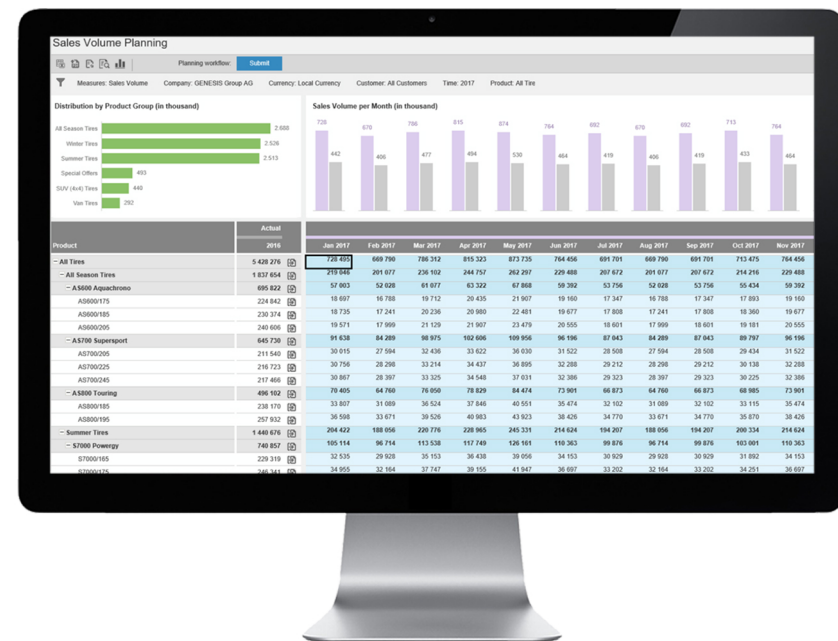 Sales Volume Planning
Planning workflow: Submit
Measures: Sales Volume Company: GENESIS Group AG Currency: Local Currency Customer: All Customers Time: 2017 Product: All Tire
Distribution by Product Group (in thousand)
All Season Tires 2 688
Winter Tires 2 526
Summer Tires 2 513
Special Offers 493
SUV (4x4) Tires 440
Van Tires 292
Sales Volume per Month (in thousand)
728 670 786 815 874 764 692 670 692 713 764
442 406 477 494 530 464 419 406 419 433 464
Actual
Product 2016 Jan 2017 Feb 2017 Mar 2017 Apr 2017 May 2017 Jun 2017 Jul 2017 Aug 2017 Sep 2017 Oct 2017 Nov 2017
− All Tires 5 428 276 728 495 669 790 786 312 815 323 873 735 764 456 691 701 669 790 691 701 713 475 764 456
− All Season Tires 1 837 654 219 846 201 077 236 102 244 757 262 297 229 488 207 672 201 077 207 672 214 216 229 488
− AS600 Aquachrono 695 822 57 003 52 028 61 077 63 322 67 868 59 392 53 756 52 028 53 756 55 434 59 392
AS600/175 224 842 18 697 16 788 19 712 20 435 21 907 19 160 17 347 16 788 17 347 17 893 19 160
AS600/185 230 374 18 735 17 241 20 236 20 980 22 481 19 677 17 808 17 241 17 808 18 360 19 677
AS600/205 240 606 19 571 17 999 21 129 21 907 23 479 20 555 18 601 17 999 18 601 19 181 20 555
− AS700 Supersport 645 730 91 638 84 289 98 975 102 606 109 956 96 196 87 043 84 289 87 043 89 797 96 196
AS700/205 211 540 30 015 27 594 32 436 33 622 36 030 31 522 28 508 27 594 28 508 29 434 31 522
AS700/225 216 723 30 756 28 298 33 214 34 437 36 895 32 288 29 212 28 298 29 212 30 138 32 288
AS700/245 217 466 30 867 28 397 33 325 34 548 37 031 32 386 29 323 28 397 29 323 30 225 32 386
− AS800 Touring 496 102 70 405 64 760 76 050 78 829 84 474 73 901 66 873 64 760 66 873 68 985 73 901
AS800/185 238 170 33 807 31 089 36 524 37 846 40 551 35 474 32 102 31 089 32 102 33 115 35 474
AS800/195 257 932 36 598 33 671 39 526 40 983 43 923 38 426 34 770 33 671 34 770 35 870 38 426
− Summer Tires 1 440 676 204 422 188 056 220 776 228 965 245 331 214 624 194 207 188 056 194 207 200 334 214 624
− S7000 Powergy 740 857 105 114 96 714 113 538 117 749 126 161 110 363 99 876 96 714 99 876 103 001 110 363
S7000/165 229 319 32 535 29 928 35 153 36 438 39 056 34 153 30 929 29 928 30 929 31 892 34 153
S7000/175 246 341 34 955 32 164 37 747 39 155 41 947 36 697 33 202 32 164 33 202 34 251 36 697